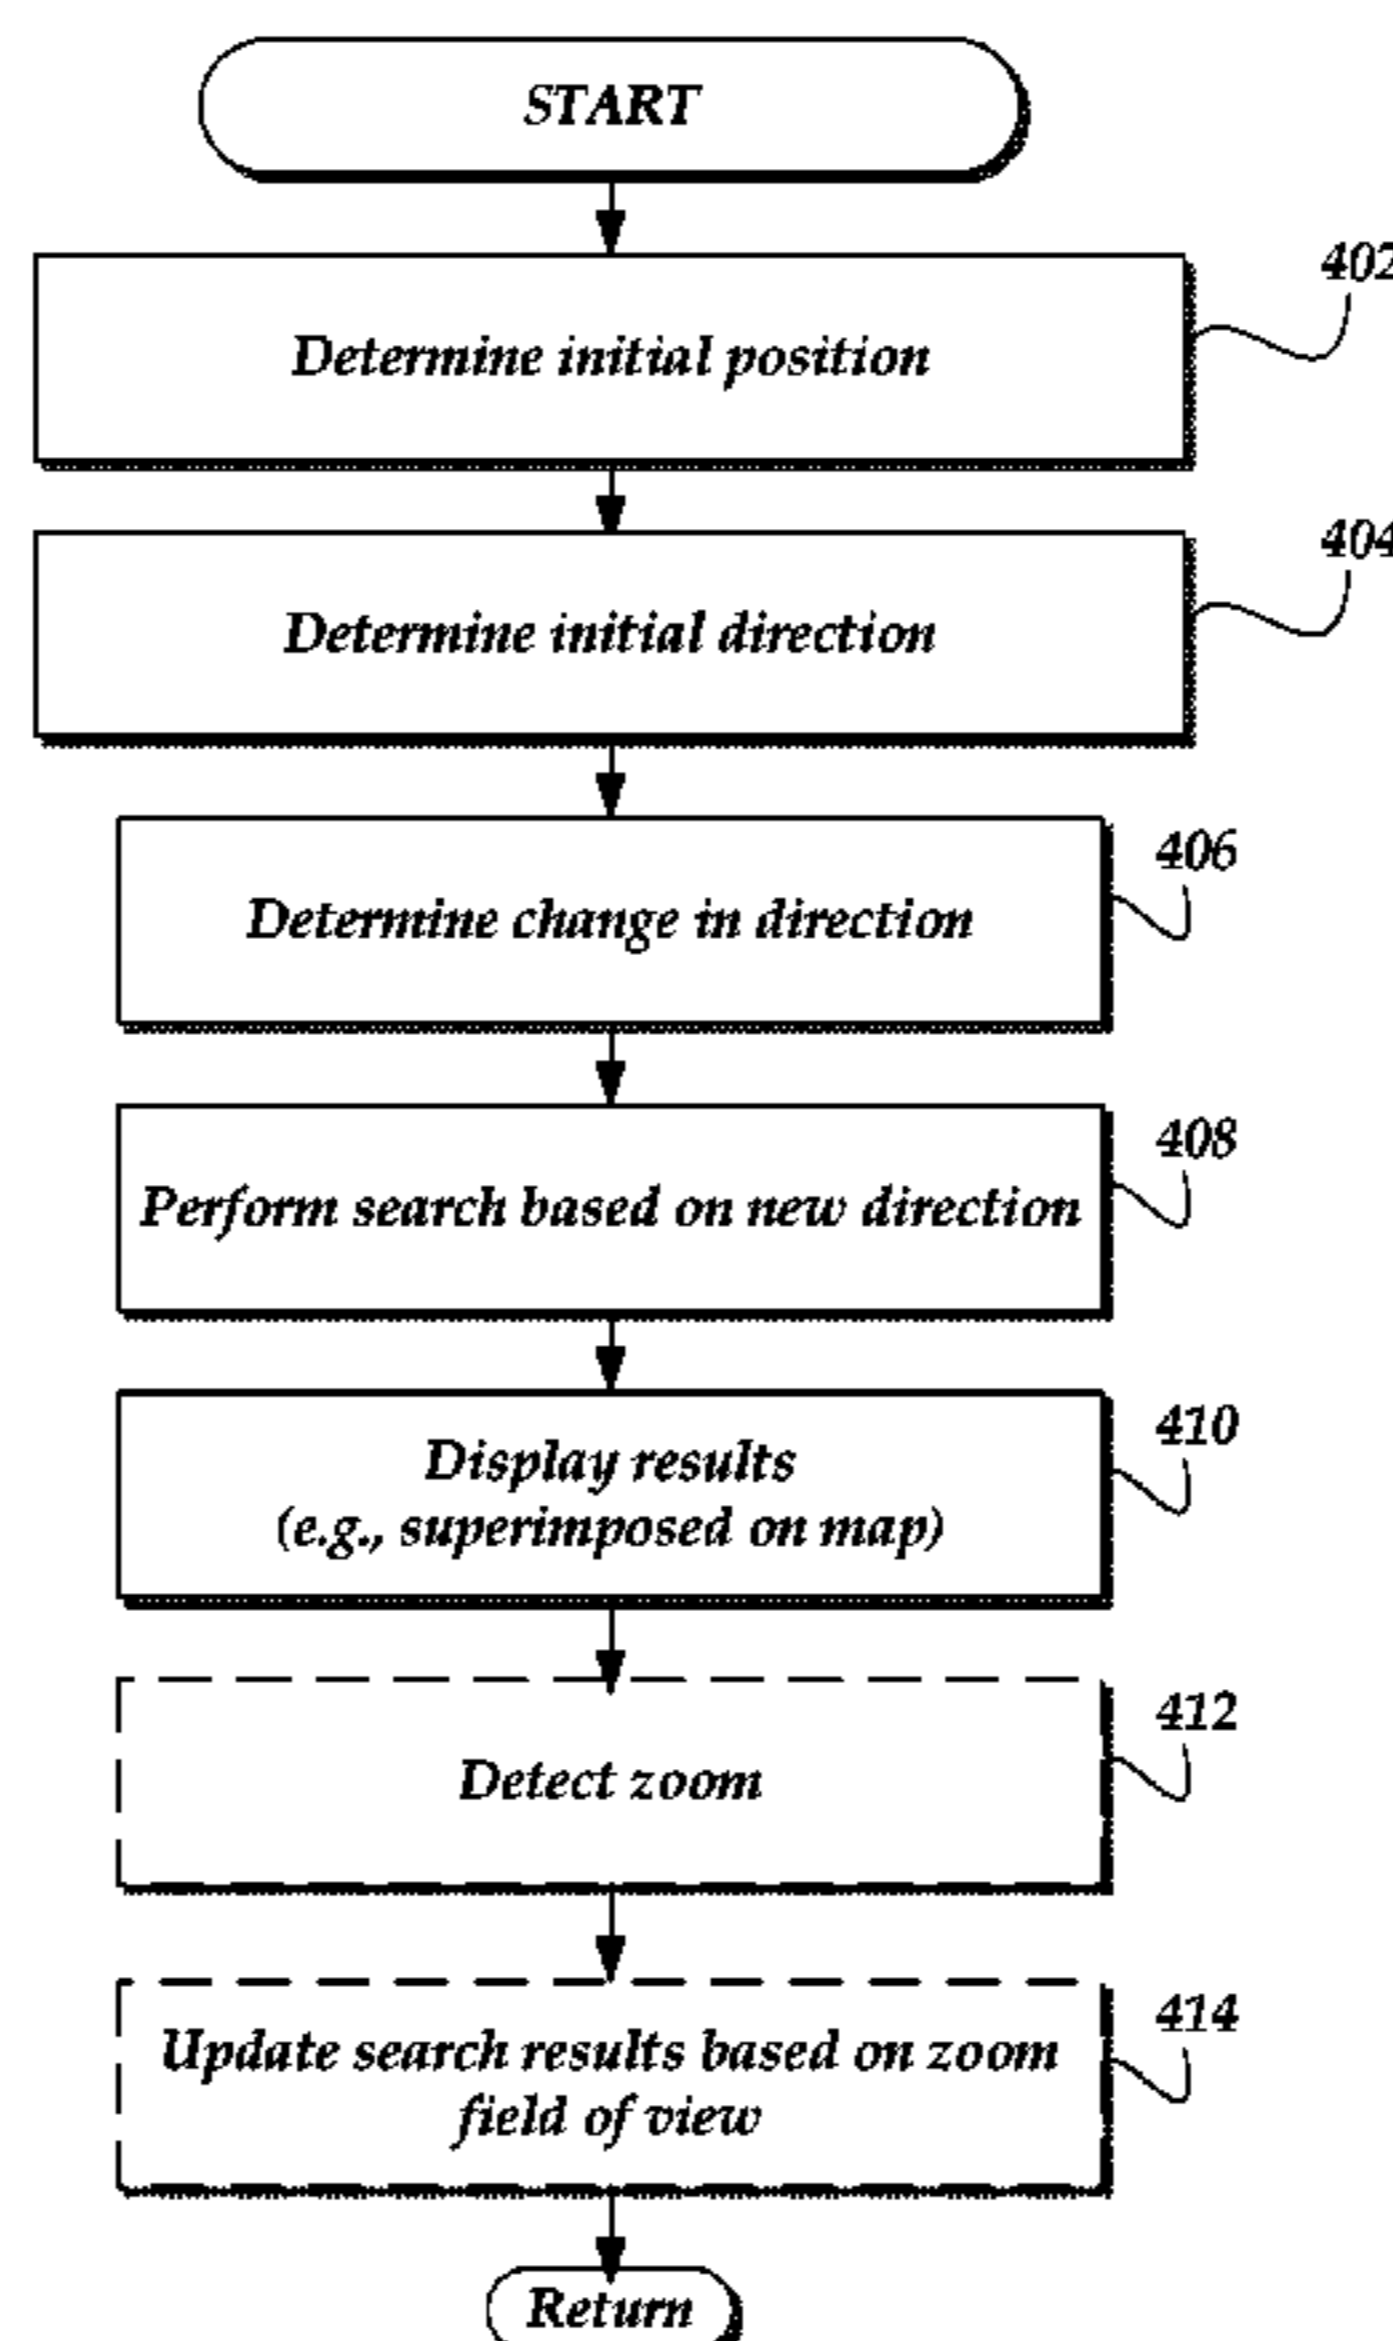 START
402
Determine initial position
404
Determine initial direction
406
Determine change in direction
408
Perform search based on new direction
410
Display results
(e.g., superimposed on map)
412
Detect zoom
414
Update search results based on zoom
field of view
Return